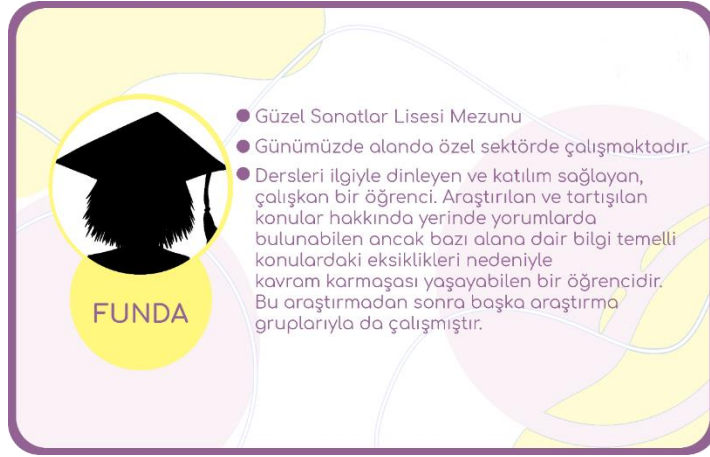 ● Güzel Sanatlar Lisesi Mezunu
● Günümüzde alanda özel sektörde çalışmaktadır.
● Dersleri ilgiyle dinleyen ve katılım sağlayan,
çalışkan bir öğrenci. Araştırılan ve tartışılan
konular hakkında yerinde yorumlarda
bulunabilen ancak bazı alana dair bilgi temelli
konulardaki eksiklikleri nedeniyle
kavram karmaşası yaşayabilen bir öğrencidir.
Bu araştırmadan sonra başka araştırma
gruplarıyla da çalışmıştır.
FUNDA